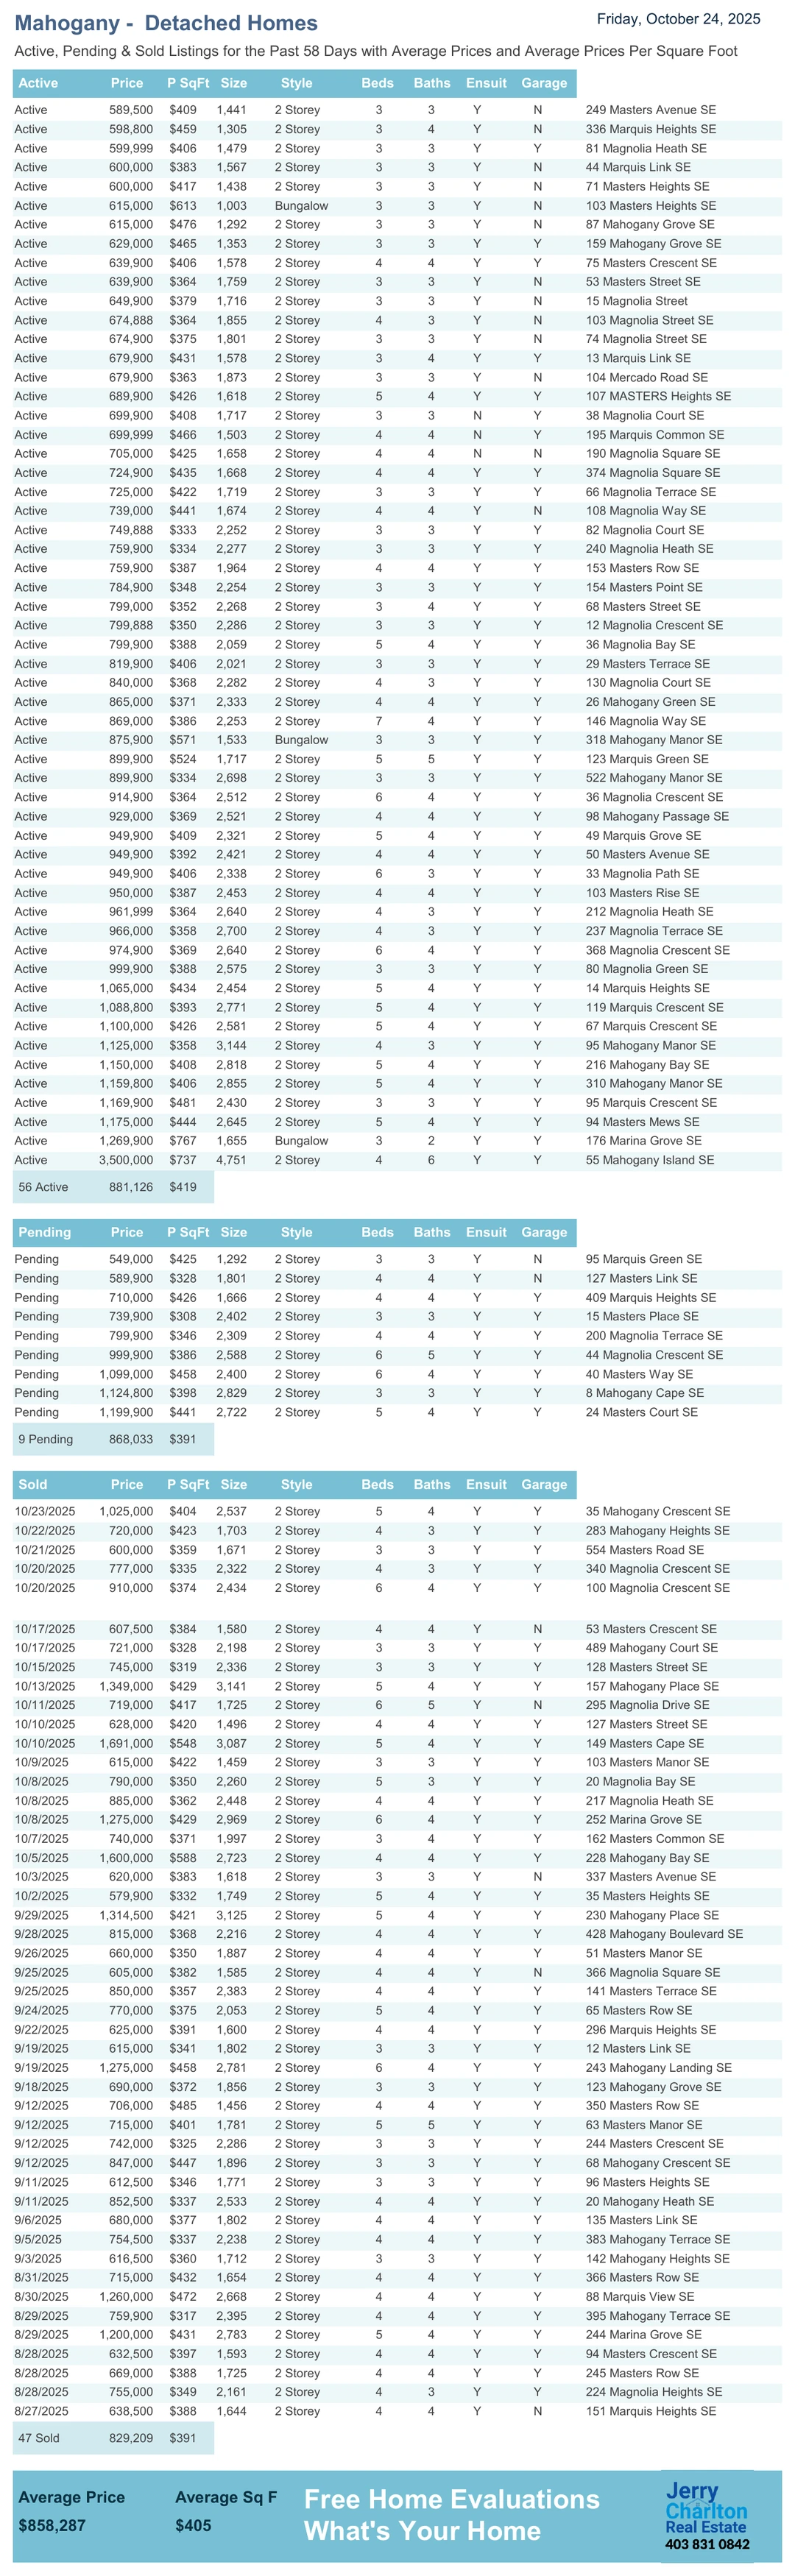 Mahogany - Detached Homes
Friday, October 24, 2025
Active, Pending & Sold Listings for the Past 58 Days with Average Prices and Average Prices Per Square Foot
Active Price P SqFt Size Style Beds Baths Ensuit Garage
Active 589,500 $409 1,441 2 Storey 3 3 Y N 249 Masters Avenue SE
Active 598,800 $459 1,305 2 Storey 3 4 Y N 336 Marquis Heights SE
Active 599,999 $406 1,479 2 Storey 3 3 Y Y 81 Magnolia Heath SE
Active 600,000 $383 1,567 2 Storey 3 3 Y N 44 Marquis Link SE
Active 600,000 $417 1,438 2 Storey 3 3 Y N 71 Masters Heights SE
Active 615,000 $613 1,003 Bungalow 3 3 Y N 103 Masters Heights SE
Active 615,000 $476 1,292 2 Storey 3 3 Y N 87 Mahogany Grove SE
Active 629,000 $465 1,353 2 Storey 3 3 Y Y 159 Mahogany Grove SE
Active 639,900 $406 1,578 2 Storey 4 4 Y Y 75 Masters Crescent SE
Active 639,900 $364 1,759 2 Storey 3 3 Y N 53 Masters Street SE
Active 649,900 $379 1,716 2 Storey 3 3 Y N 15 Magnolia Street
Active 674,888 $364 1,855 2 Storey 4 3 Y N 103 Magnolia Street SE
Active 674,900 $375 1,801 2 Storey 3 3 Y N 74 Magnolia Street SE
Active 679,900 $431 1,578 2 Storey 3 4 Y Y 13 Marquis Link SE
Active 679,900 $363 1,873 2 Storey 3 3 Y N 104 Mercado Road SE
Active 689,900 $426 1,618 2 Storey 5 4 Y Y 107 MASTERS Heights SE
Active 699,900 $408 1,717 2 Storey 3 3 N Y 38 Magnolia Court SE
Active 699,999 $466 1,503 2 Storey 4 4 N Y 195 Marquis Common SE
Active 705,000 $425 1,658 2 Storey 4 4 N N 190 Magnolia Square SE
Active 724,900 $435 1,668 2 Storey 4 4 Y Y 374 Magnolia Square SE
Active 725,000 $422 1,719 2 Storey 3 3 Y Y 66 Magnolia Terrace SE
Active 739,000 $441 1,674 2 Storey 4 4 Y N 108 Magnolia Way SE
Active 749,888 $333 2,252 2 Storey 3 3 Y Y 82 Magnolia Court SE
Active 759,900 $334 2,277 2 Storey 3 3 Y Y 240 Magnolia Heath SE
Active 759,900 $387 1,964 2 Storey 4 4 Y Y 153 Masters Row SE
Active 784,900 $348 2,254 2 Storey 3 3 Y Y 154 Masters Point SE
Active 799,000 $352 2,268 2 Storey 3 4 Y Y 68 Masters Street SE
Active 799,888 $350 2,286 2 Storey 3 3 Y Y 12 Magnolia Crescent SE
Active 799,900 $388 2,059 2 Storey 5 4 Y Y 36 Magnolia Bay SE
Active 819,900 $406 2,021 2 Storey 3 3 Y Y 29 Masters Terrace SE
Active 840,000 $368 2,282 2 Storey 4 3 Y Y 130 Magnolia Court SE
Active 865,000 $371 2,333 2 Storey 4 4 Y Y 26 Mahogany Green SE
Active 869,000 $386 2,253 2 Storey 7 4 Y Y 146 Magnolia Way SE
Active 875,900 $571 1,533 Bungalow 3 3 Y Y 318 Mahogany Manor SE
Active 899,900 $524 1,717 2 Storey 5 5 Y Y 123 Marquis Green SE
Active 899,900 $334 2,698 2 Storey 3 3 Y Y 522 Mahogany Manor SE
Active 914,900 $364 2,512 2 Storey 6 4 Y Y 36 Magnolia Crescent SE
Active 929,000 $369 2,521 2 Storey 4 4 Y Y 98 Mahogany Passage SE
Active 949,900 $409 2,321 2 Storey 5 4 Y Y 49 Marquis Grove SE
Active 949,900 $392 2,421 2 Storey 4 4 Y Y 50 Masters Avenue SE
Active 949,900 $406 2,338 2 Storey 6 3 Y Y 33 Magnolia Path SE
Active 950,000 $387 2,453 2 Storey 4 4 Y Y 103 Masters Rise SE
Active 961,999 $364 2,640 2 Storey 4 3 Y Y 212 Magnolia Heath SE
Active 966,000 $358 2,700 2 Storey 4 3 Y Y 237 Magnolia Terrace SE
Active 974,900 $369 2,640 2 Storey 6 4 Y Y 368 Magnolia Crescent SE
Active 999,900 $388 2,575 2 Storey 3 3 Y Y 80 Magnolia Green SE
Active 1,065,000 $434 2,454 2 Storey 5 4 Y Y 14 Marquis Heights SE
Active 1,088,800 $393 2,771 2 Storey 5 4 Y Y 119 Marquis Crescent SE
Active 1,100,000 $426 2,581 2 Storey 5 4 Y Y 67 Marquis Crescent SE
Active 1,125,000 $358 3,144 2 Storey 4 3 Y Y 95 Mahogany Manor SE
Active 1,150,000 $408 2,818 2 Storey 5 4 Y Y 216 Mahogany Bay SE
Active 1,159,800 $406 2,855 2 Storey 5 4 Y Y 310 Mahogany Manor SE
Active 1,169,900 $481 2,430 2 Storey 3 3 Y Y 95 Marquis Crescent SE
Active 1,175,000 $444 2,645 2 Storey 5 4 Y Y 94 Masters Mews SE
Active 1,269,900 $767 1,655 Bungalow 3 2 Y Y 176 Marina Grove SE
Active 3,500,000 $737 4,751 2 Storey 4 6 Y Y 55 Mahogany Island SE
56 Active 881,126 $419
Pending Price P SqFt Size Style Beds Baths Ensuit Garage
Pending 549,000 $425 1,292 2 Storey 3 3 Y N 95 Marquis Green SE
Pending 589,900 $328 1,801 2 Storey 4 4 Y N 127 Masters Link SE
Pending 710,000 $426 1,666 2 Storey 4 4 Y Y 409 Marquis Heights SE
Pending 739,900 $308 2,402 2 Storey 3 3 Y Y 15 Masters Place SE
Pending 799,900 $346 2,309 2 Storey 4 4 Y Y 200 Magnolia Terrace SE
Pending 999,900 $386 2,588 2 Storey 6 5 Y Y 44 Magnolia Crescent SE
Pending 1,099,000 $458 2,400 2 Storey 6 4 Y Y 40 Masters Way SE
Pending 1,124,800 $398 2,829 2 Storey 3 3 Y Y 8 Mahogany Cape SE
Pending 1,199,900 $441 2,722 2 Storey 5 4 Y Y 24 Masters Court SE
9 Pending 868,033 $391
Sold Price P SqFt Size Style Beds Baths Ensuit Garage
10/23/2025 1,025,000 $404 2,537 2 Storey 5 4 Y Y 35 Mahogany Crescent SE
10/22/2025 720,000 $423 1,703 2 Storey 4 3 Y Y 283 Mahogany Heights SE
10/21/2025 600,000 $359 1,671 2 Storey 3 3 Y Y 554 Masters Road SE
10/20/2025 777,000 $335 2,322 2 Storey 4 3 Y Y 340 Magnolia Crescent SE
10/20/2025 910,000 $374 2,434 2 Storey 6 4 Y Y 100 Magnolia Crescent SE
10/17/2025 607,500 $384 1,580 2 Storey 4 4 Y N 53 Masters Crescent SE
10/17/2025 721,000 $328 2,198 2 Storey 3 3 Y Y 489 Mahogany Court SE
10/15/2025 745,000 $319 2,336 2 Storey 3 3 Y Y 128 Masters Street SE
10/13/2025 1,349,000 $429 3,141 2 Storey 5 4 Y Y 157 Mahogany Place SE
10/11/2025 719,000 $417 1,725 2 Storey 6 5 Y N 295 Magnolia Drive SE
10/10/2025 628,000 $420 1,496 2 Storey 4 4 Y Y 127 Masters Street SE
10/10/2025 1,691,000 $548 3,087 2 Storey 5 4 Y Y 149 Masters Cape SE
10/9/2025 615,000 $422 1,459 2 Storey 3 3 Y Y 103 Masters Manor SE
10/8/2025 790,000 $350 2,260 2 Storey 5 3 Y Y 20 Magnolia Bay SE
10/8/2025 885,000 $362 2,448 2 Storey 4 4 Y Y 217 Magnolia Heath SE
10/8/2025 1,275,000 $429 2,969 2 Storey 6 4 Y Y 252 Marina Grove SE
10/7/2025 740,000 $371 1,997 2 Storey 3 4 Y Y 162 Masters Common SE
10/5/2025 1,600,000 $588 2,723 2 Storey 4 4 Y Y 228 Mahogany Bay SE
10/3/2025 620,000 $383 1,618 2 Storey 3 3 Y N 337 Masters Avenue SE
10/2/2025 579,900 $332 1,749 2 Storey 5 4 Y Y 35 Masters Heights SE
9/29/2025 1,314,500 $421 3,125 2 Storey 5 4 Y Y 230 Mahogany Place SE
9/28/2025 815,000 $368 2,216 2 Storey 4 4 Y Y 428 Mahogany Boulevard SE
9/26/2025 660,000 $350 1,887 2 Storey 4 4 Y Y 51 Masters Manor SE
9/25/2025 605,000 $382 1,585 2 Storey 4 4 Y N 366 Magnolia Square SE
9/25/2025 850,000 $357 2,383 2 Storey 4 4 Y Y 141 Masters Terrace SE
9/24/2025 770,000 $375 2,053 2 Storey 5 4 Y Y 65 Masters Row SE
9/22/2025 625,000 $391 1,600 2 Storey 4 4 Y Y 296 Marquis Heights SE
9/19/2025 615,000 $341 1,802 2 Storey 3 3 Y Y 12 Masters Link SE
9/19/2025 1,275,000 $458 2,781 2 Storey 6 4 Y Y 243 Mahogany Landing SE
9/18/2025 690,000 $372 1,856 2 Storey 3 3 Y Y 123 Mahogany Grove SE
9/12/2025 706,000 $485 1,456 2 Storey 4 4 Y Y 350 Masters Row SE
9/12/2025 715,000 $401 1,781 2 Storey 5 5 Y Y 63 Masters Manor SE
9/12/2025 742,000 $325 2,286 2 Storey 3 3 Y Y 244 Masters Crescent SE
9/12/2025 847,000 $447 1,896 2 Storey 3 3 Y Y 68 Mahogany Crescent SE
9/11/2025 612,500 $346 1,771 2 Storey 3 3 Y Y 96 Masters Heights SE
9/11/2025 852,500 $337 2,533 2 Storey 4 4 Y Y 20 Mahogany Heath SE
9/6/2025 680,000 $377 1,802 2 Storey 4 4 Y Y 135 Masters Link SE
9/5/2025 754,500 $337 2,238 2 Storey 4 4 Y Y 383 Mahogany Terrace SE
9/3/2025 616,500 $360 1,712 2 Storey 3 3 Y Y 142 Mahogany Heights SE
8/31/2025 715,000 $432 1,654 2 Storey 4 4 Y Y 366 Masters Row SE
8/30/2025 1,260,000 $472 2,668 2 Storey 4 4 Y Y 88 Marquis View SE
8/29/2025 759,900 $317 2,395 2 Storey 4 4 Y Y 395 Mahogany Terrace SE
8/29/2025 1,200,000 $431 2,783 2 Storey 5 4 Y Y 244 Marina Grove SE
8/28/2025 632,500 $397 1,593 2 Storey 4 4 Y Y 94 Masters Crescent SE
8/28/2025 669,000 $388 1,725 2 Storey 4 4 Y Y 245 Masters Row SE
8/28/2025 755,000 $349 2,161 2 Storey 4 3 Y Y 224 Magnolia Heights SE
8/27/2025 638,500 $388 1,644 2 Storey 4 4 Y N 151 Marquis Heights SE
47 Sold 829,209 $391
Average Price Average Sq F
$858,287 $405
Free Home Evaluations
What's Your Home
Jerry
Charlton
Real Estate
403 831 0842